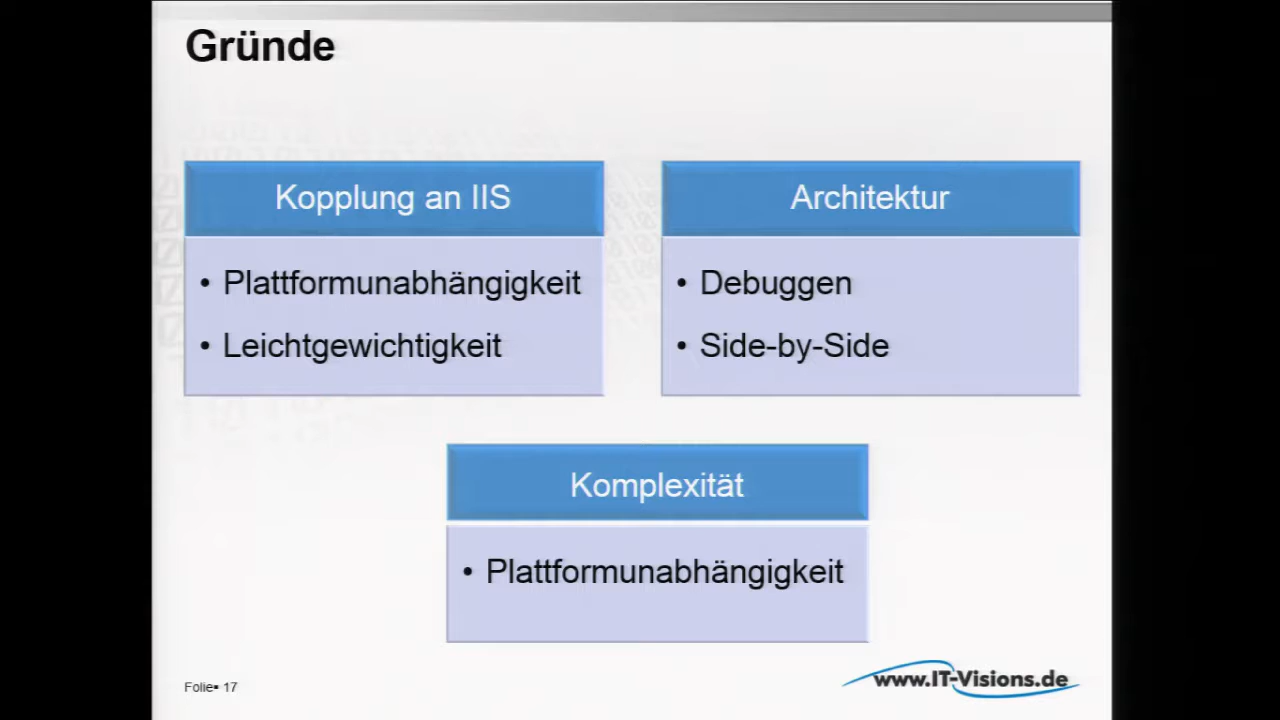 Gründe
Kopplung an IIS
• Plattformunabhängigkeit
• Leichtgewichtigkeit
Architektur
• Debuggen
• Side-by-Side
Komplexität
• Plattformunabhängigkeit
Folie▪ 17
www.IT-Visions.de